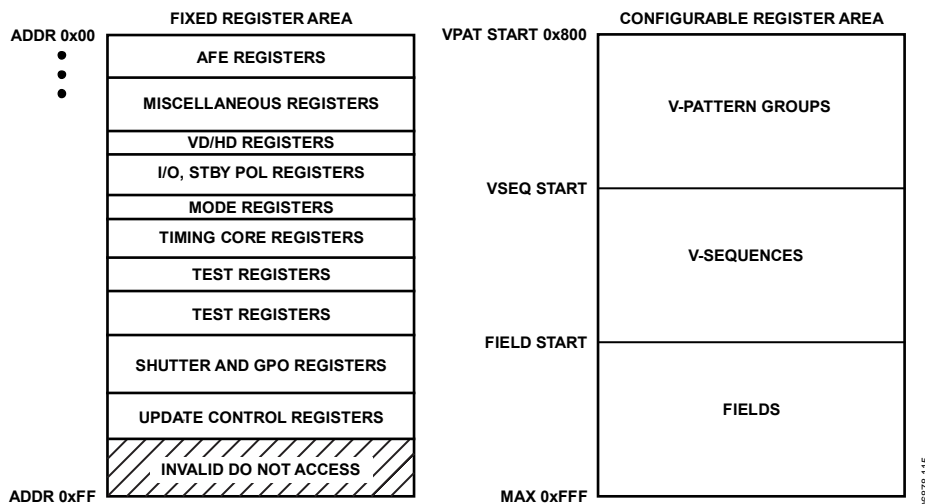 FIXED REGISTER AREA
ADDR 0x00
AFE REGISTERS
MISCELLANEOUS REGISTERS
VD/HD REGISTERS
I/O, STBY POL REGISTERS
MODE REGISTERS
TIMING CORE REGISTERS
TEST REGISTERS
TEST REGISTERS
SHUTTER AND GPO REGISTERS
UPDATE CONTROL REGISTERS
INVALID DO NOT ACCESS
ADDR 0xFF
CONFIGURABLE REGISTER AREA
VPAT START 0x800
V-PATTERN GROUPS
VSEQ START
V-SEQUENCES
FIELD START
FIELDS
MAX 0xFFF